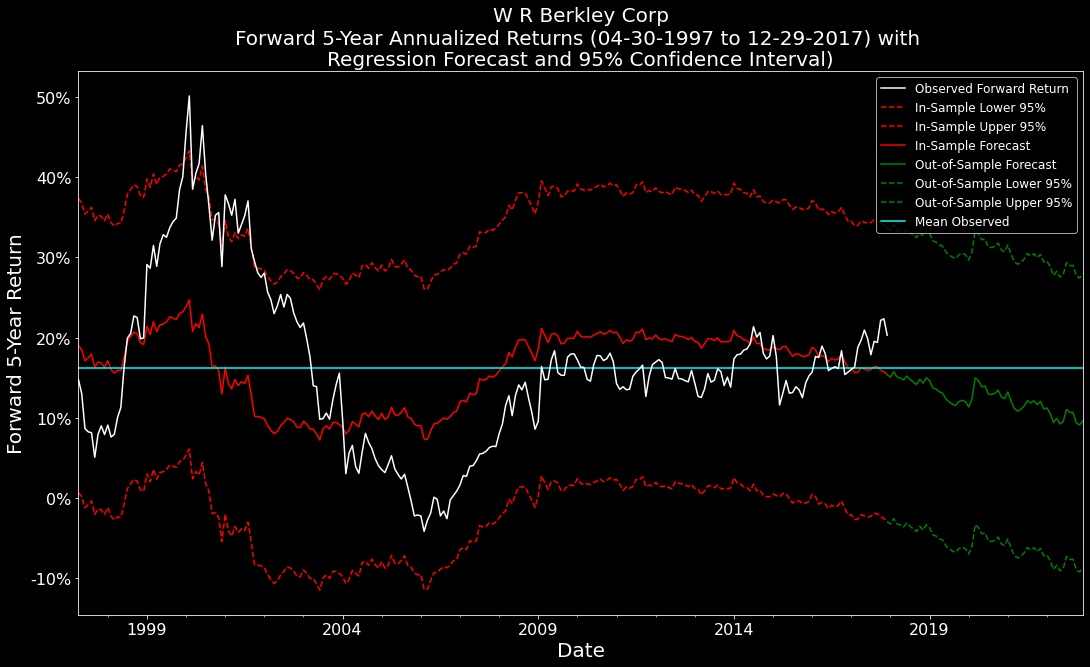 W R Berkley Corp
Forward 5-Year Annualized Returns (04-30-1997 to 12-29-2017) with
Regression Forecast and 95% Confidence Interval)
Observed Forward Return
In-Sample Lower 95%
In-Sample Upper 95%
In-Sample Forecast
Out-of-Sample Forecast
Out-of-Sample Lower 95%
Out-of-Sample Upper 95%
Mean Observed
Forward 5-Year Return
50%
40%
30%
20%
10%
0%
-10%
1999
2004
2009
2014
2019
Date